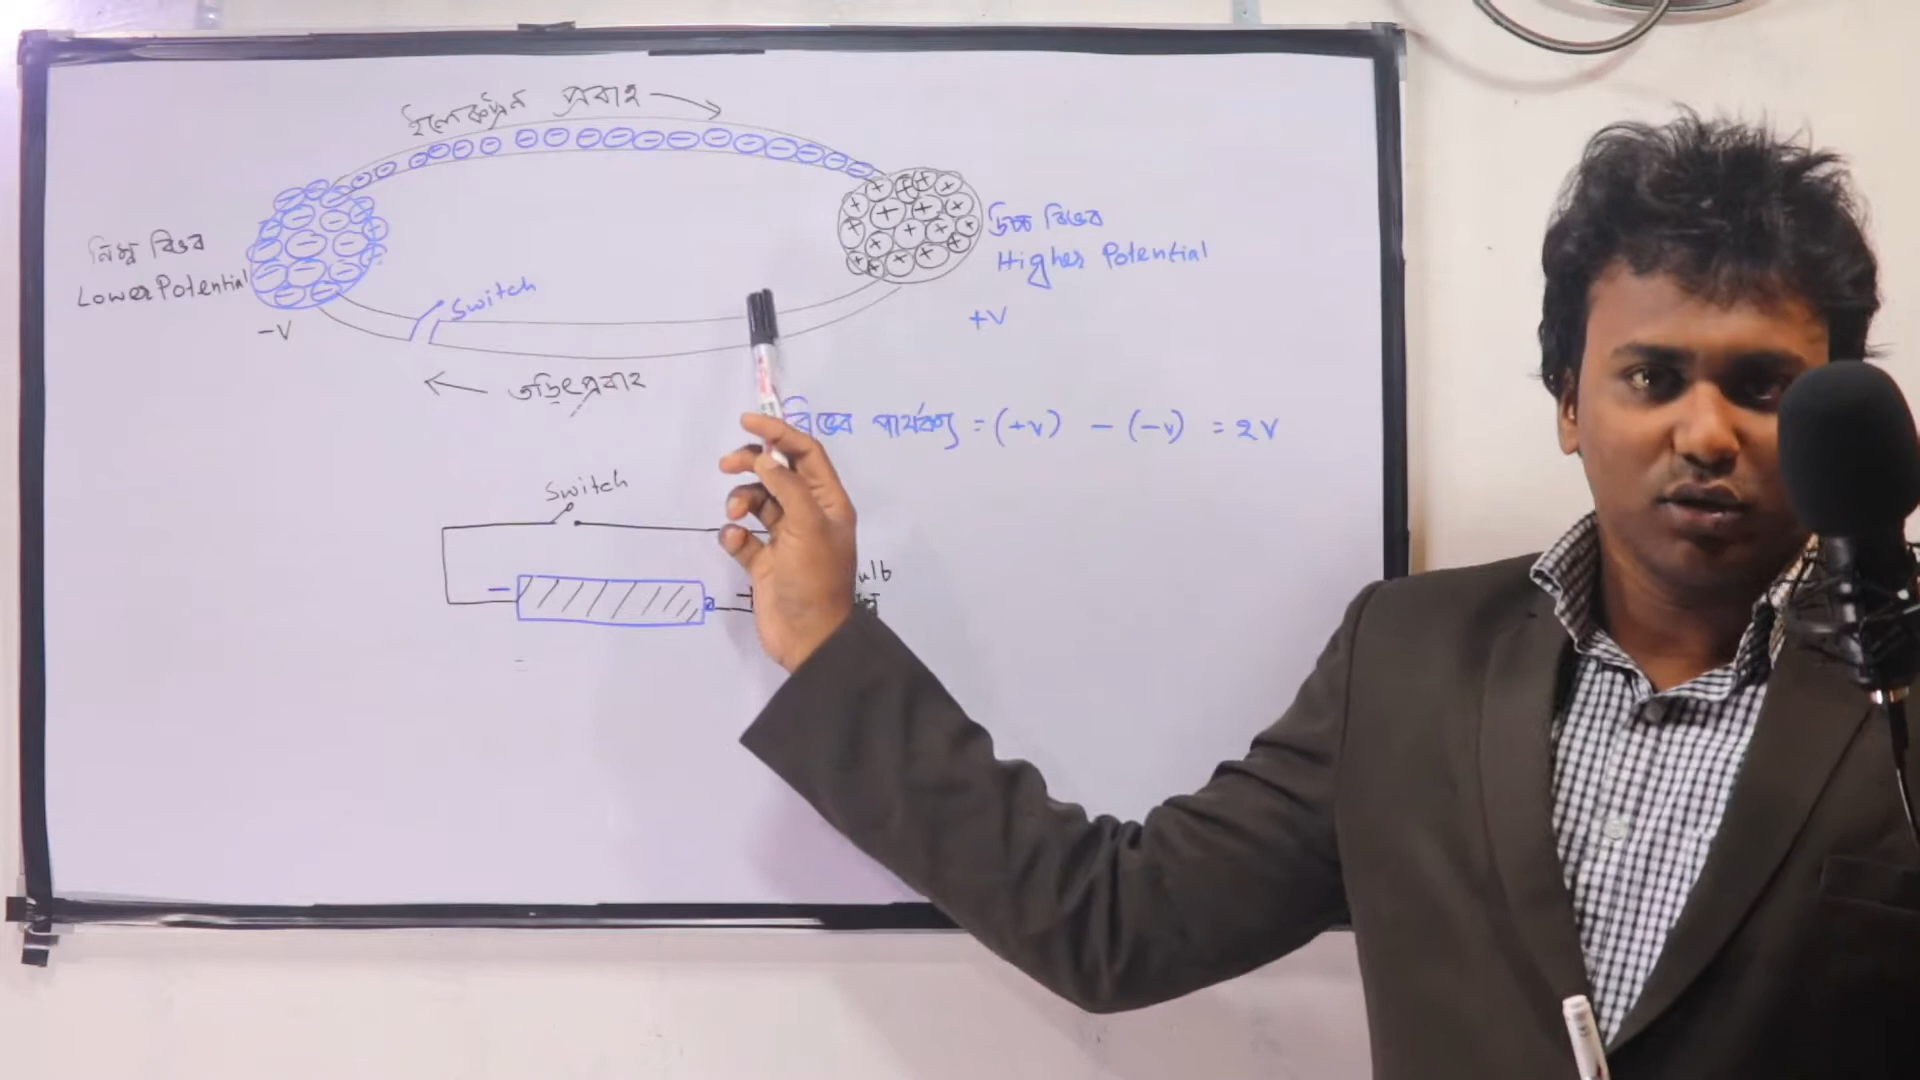 ইলেকট্রন প্রবাহ
নিম্ন বিভব
Lower Potential
-V
Switch
উচ্চ বিভব
Higher Potential
+V
তড়িৎপ্রবাহ
বিভব পার্থক্য = (+v) - (-v) = 2V
Switch
ulb